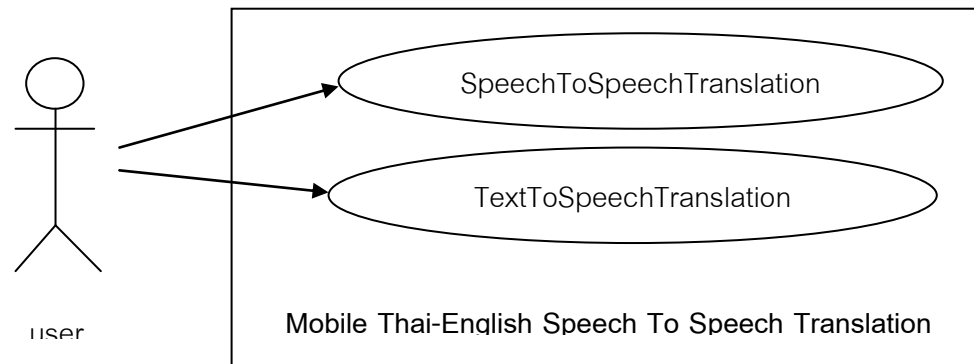 SpeechToSpeechTranslation
TextToSpeechTranslation
user
Mobile Thai-English Speech To Speech Translation